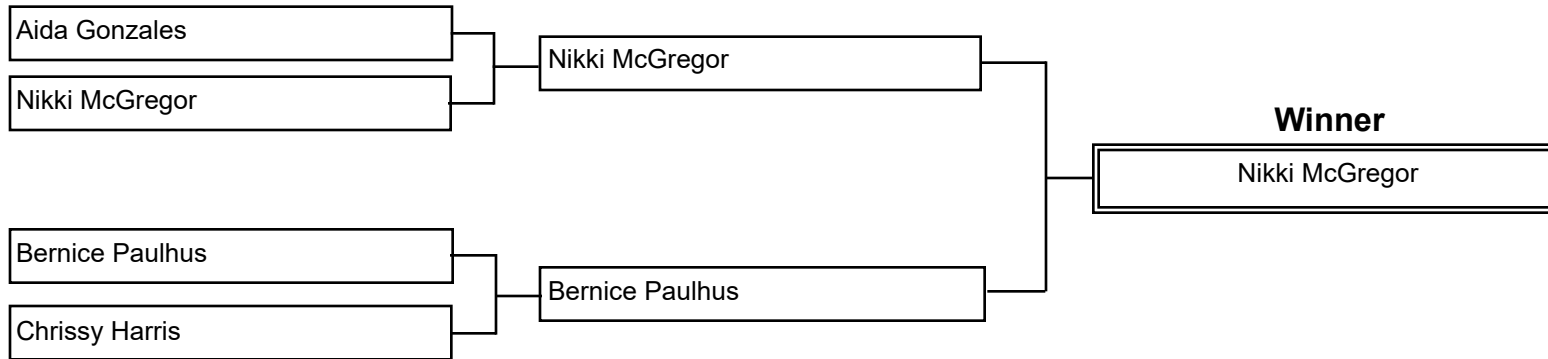 Aida Gonzales
Nikki McGregor
Nikki McGregor
Winner
Nikki McGregor
Bernice Paulhus
Bernice Paulhus
Chrissy Harris